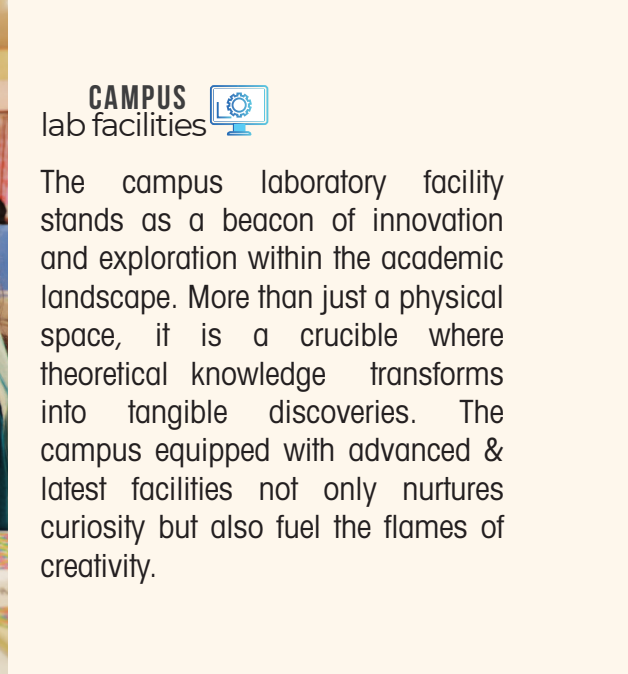 CAMPUS
lab facilities
The campus laboratory facility
stands as a beacon of innovation
and exploration within the academic
landscape. More than just a physical
space, it is a crucible where
theoretical knowledge transforms
into tangible discoveries. The
campus equipped with advanced &
latest facilities not only nurtures
curiosity but also fuel the flames of
creativity.